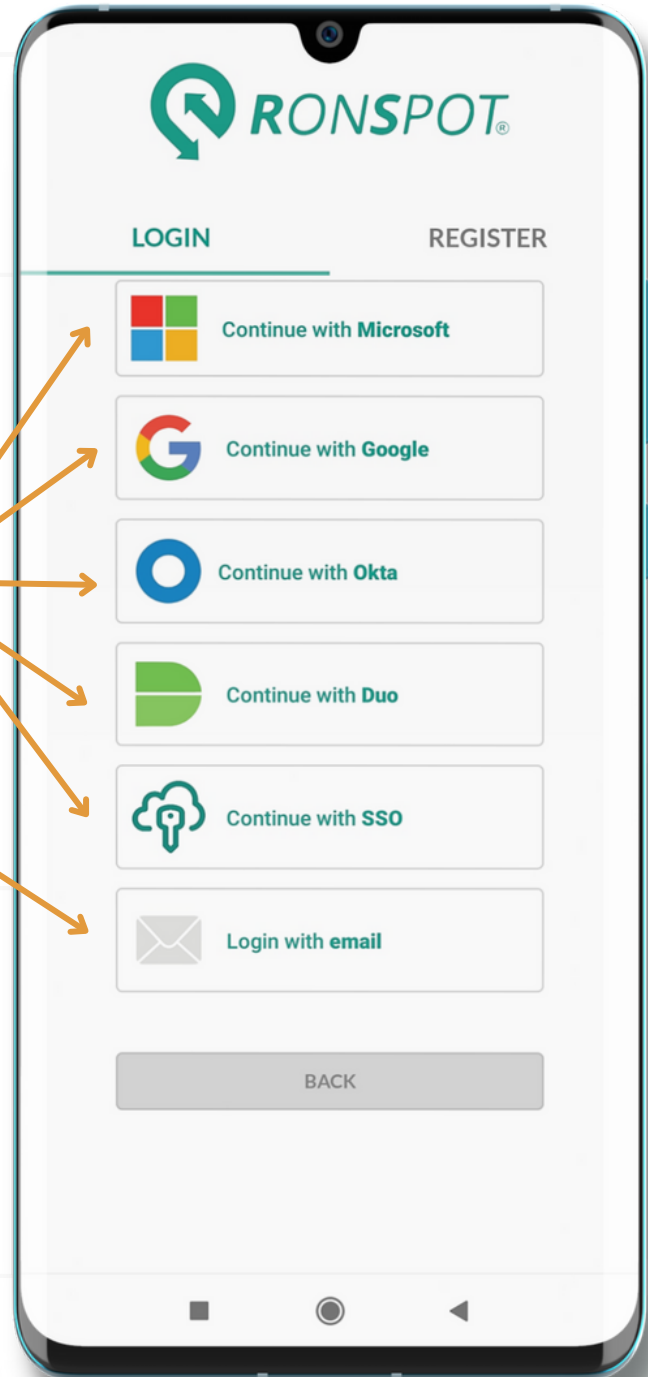 RONSPOT®
LOGIN REGISTER
Continue with Microsoft
Continue with Google
Continue with Okta
Continue with Duo
Continue with SSO
Login with email
BACK